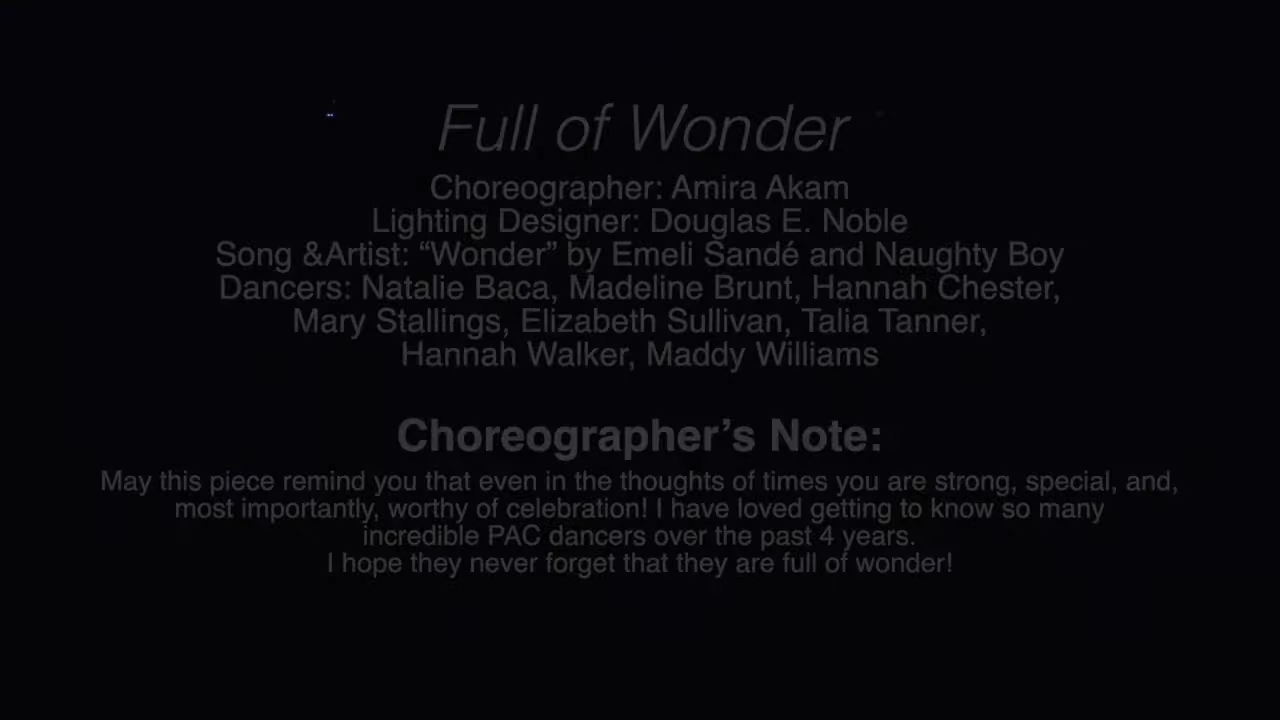 Full of Wonder
Choreographer: Amira Akam
Lighting Designer: Douglas E. Noble
Song &Artist: “Wonder” by Emeli Sandé and Naughty Boy
Dancers: Natalie Baca, Madeline Brunt, Hannah Chester,
Mary Stallings, Elizabeth Sullivan, Talia Tanner,
Hannah Walker, Maddy Williams
Choreographer’s Note:
May this piece remind you that even in the thoughts of times you are strong, special, and,
most importantly, worthy of celebration! I have loved getting to know so many
incredible PAC dancers over the past 4 years.
I hope they never forget that they are full of wonder!